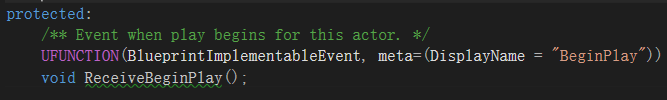 protected:
/** Event when play begins for this actor. */
UFUNCTION(BlueprintImplementableEvent, meta=(DisplayName = "BeginPlay"))
void ReceiveBeginPlay();